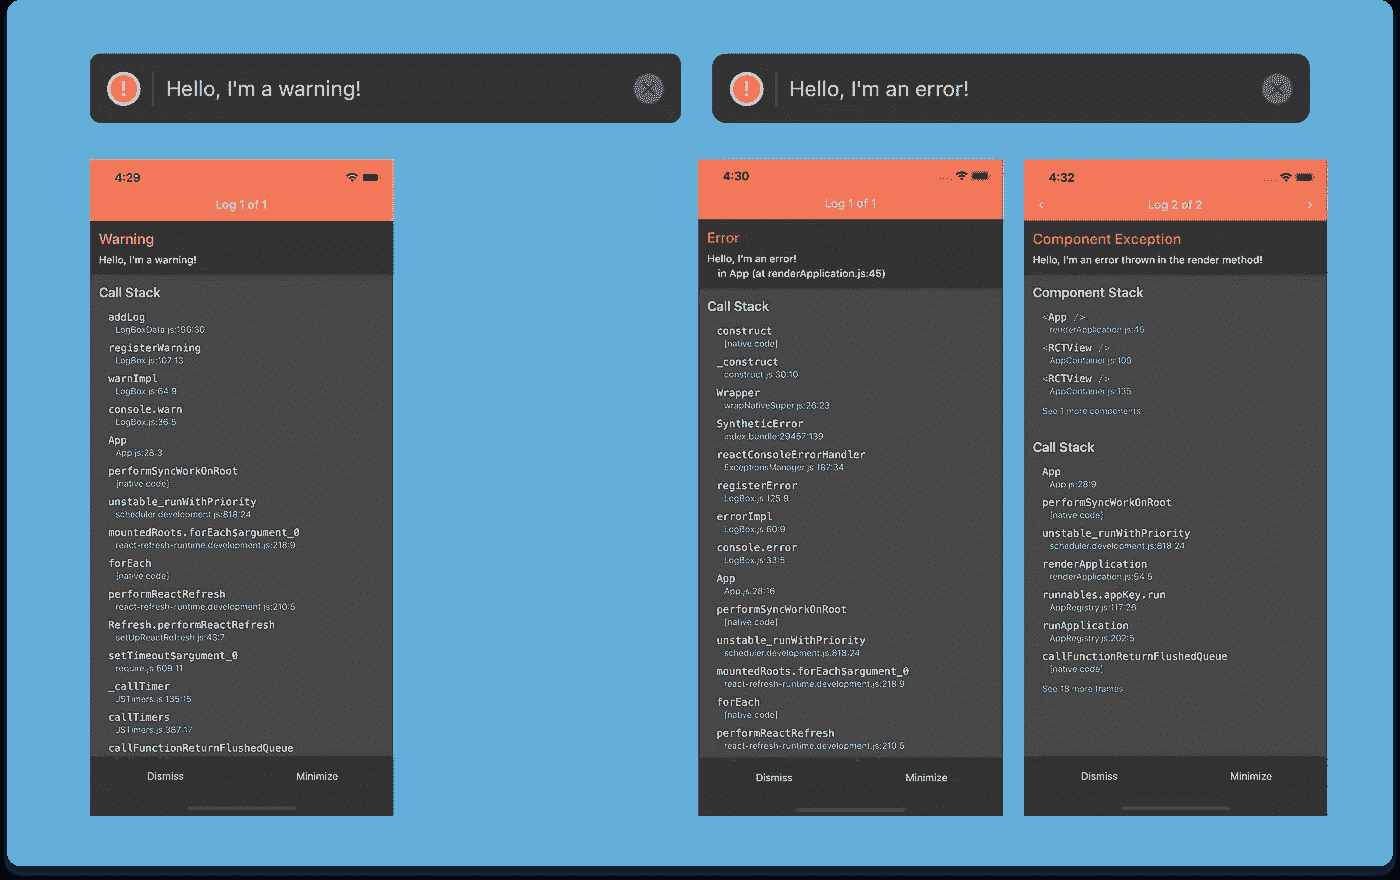 ! Hello, I'm a warning!
! Hello, I'm an error!
4:29
Log 1 of 1
Warning
Hello, I'm a warning!
Call Stack
addLog
LogBoxData.js:196:30
registerWarning
LogBox.js:107:13
warnImpl
LogBox.js:64:9
console.warn
LogBox.js:36:5
App
App.js:28:3
performSyncWorkOnRoot
[native code]
unstable_runWithPriority
scheduler.development.js:818:24
mountedRoots.forEach$argument_0
react-refresh-runtime.development.js:218:9
forEach
[native code]
performReactRefresh
react-refresh-runtime.development.js:210:5
Refresh.performReactRefresh
setUpReactRefresh.js:43:7
setTimeout$argument_0
require.js:609:11
_callTimer
JSTimers.js:135:15
callTimers
JSTimers.js:387:17
callFunctionReturnFlushedQueue
Dismiss Minimize
4:30
Log 1 of 1
Error
Hello, I'm an error!
in App (at renderApplication.js:45)
Call Stack
construct
[native code]
_construct
construct.js:30:10
Wrapper
wrapNativeSuper.js:26:23
SyntheticError
index.bundle:29457:139
reactConsoleErrorHandler
ExceptionsManager.js:167:34
registerError
LogBox.js:125:9
errorImpl
LogBox.js:60:9
console.error
LogBox.js:33:5
App
App.js:28:16
performSyncWorkOnRoot
[native code]
unstable_runWithPriority
scheduler.development.js:818:24
mountedRoots.forEach$argument_0
react-refresh-runtime.development.js:218:9
forEach
[native code]
performReactRefresh
react-refresh-runtime.development.js:210:5
Dismiss Minimize
4:32
‹ Log 2 of 2 ›
Component Exception
Hello, I'm an error thrown in the render method!
Component Stack
<App />
renderApplication.js:45
<RCTView />
AppContainer.js:109
<RCTView />
AppContainer.js:135
See 1 more components
Call Stack
App
App.js:28:9
performSyncWorkOnRoot
[native code]
unstable_runWithPriority
scheduler.development.js:818:24
renderApplication
renderApplication.js:54:5
runnables.appKey.run
AppRegistry.js:117:26
runApplication
AppRegistry.js:202:5
callFunctionReturnFlushedQueue
[native code]
See 18 more frames
Dismiss Minimize